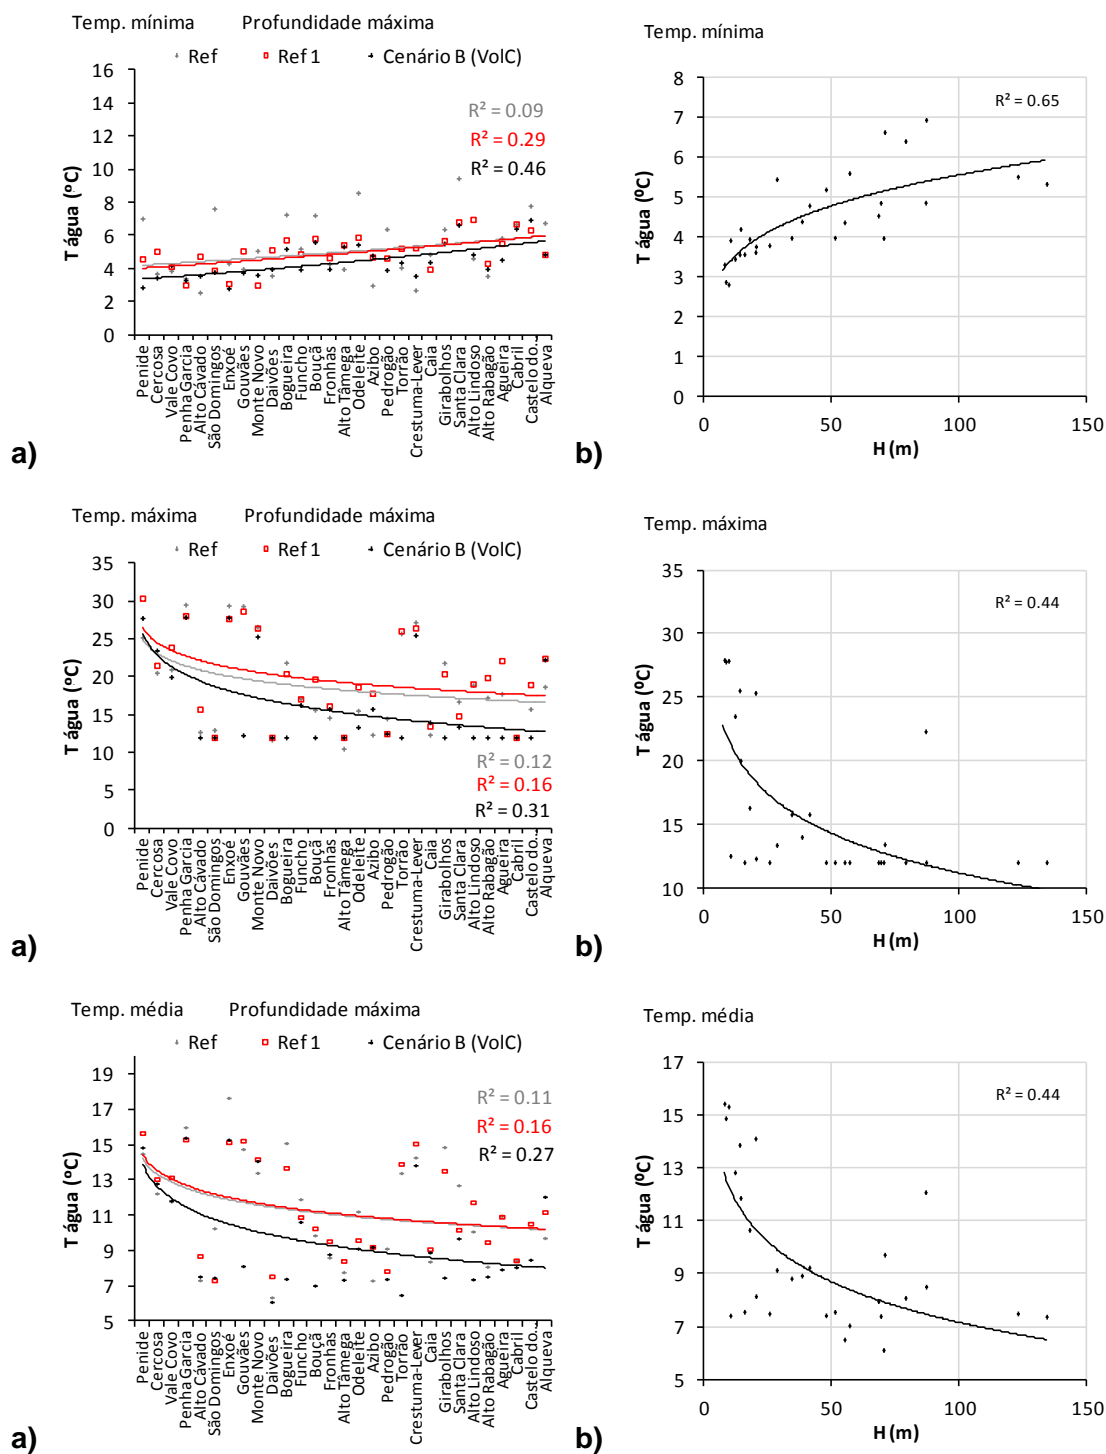 Temp. mínima Profundidade máxima
Ref Ref 1 Cenário B (VolC)
16
14
12
10
8
6
4
2
0
T água (ºC)
R² = 0.09
R² = 0.29
R² = 0.46
Penide
Cercosa
Vale Covo
Penha Garcia
Alto Cávado
São Domingos
Enxoé
Gouvães
Monte Novo
Daivões
Bogueira
Funcho
Bouçã
Fronhas
Alto Tâmega
Odeleite
Azibo
Pedrogão
Torrão
Crestuma-Lever
Caia
Girabolhos
Santa Clara
Alto Lindoso
Alto Rabagão
Agueira
Cabril
Castelo do...
Alqueva
a)
Temp. mínima
8
7
6
5
4
3
2
1
0
T água (ºC)
R² = 0.65
0 50 100 150
H (m)
b)
Temp. máxima Profundidade máxima
Ref Ref 1 Cenário B (VolC)
35
30
25
20
15
10
5
0
T água (ºC)
R² = 0.12
R² = 0.16
R² = 0.31
Penide
Cercosa
Vale Covo
Penha Garcia
Alto Cávado
São Domingos
Enxoé
Gouvães
Monte Novo
Daivões
Bogueira
Funcho
Bouçã
Fronhas
Alto Tâmega
Odeleite
Azibo
Pedrogão
Torrão
Crestuma-Lever
Caia
Girabolhos
Santa Clara
Alto Lindoso
Alto Rabagão
Agueira
Cabril
Castelo do...
Alqueva
a)
Temp. máxima
35
30
25
20
15
10
T água (ºC)
R² = 0.44
0 50 100 150
H (m)
b)
Temp. média Profundidade máxima
Ref Ref 1 Cenário B (VolC)
19
17
15
13
11
9
7
5
T água (ºC)
R² = 0.11
R² = 0.16
R² = 0.27
Penide
Cercosa
Vale Covo
Penha Garcia
Alto Cávado
São Domingos
Enxoé
Gouvães
Monte Novo
Daivões
Bogueira
Funcho
Bouçã
Fronhas
Alto Tâmega
Odeleite
Azibo
Pedrogão
Torrão
Crestuma-Lever
Caia
Girabolhos
Santa Clara
Alto Lindoso
Alto Rabagão
Agueira
Cabril
Castelo do...
Alqueva
a)
Temp. média
17
15
13
11
9
7
5
T água (ºC)
R² = 0.44
0 50 100 150
H (m)
b)